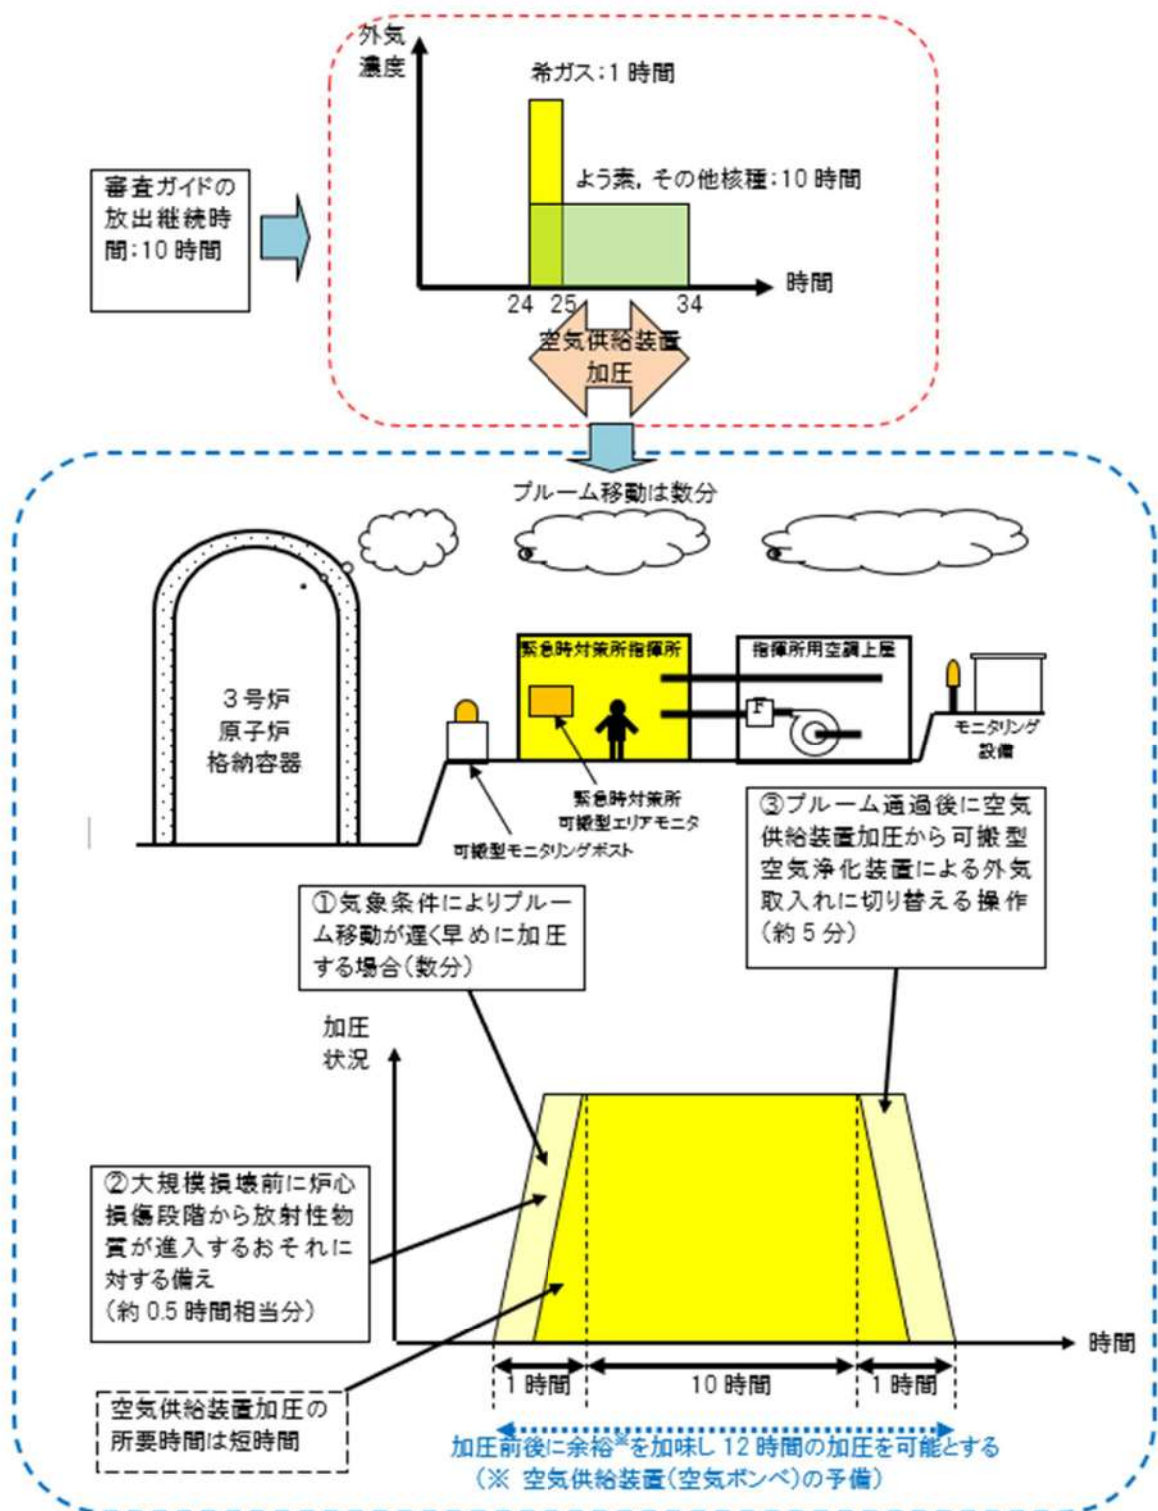 外気
濃度
希ガス:1時間
よう素,その他核種:10時間
審査ガイドの
放出継続時
間:10時間
24
25
34
時間
空気供給装置
加圧
プルーム移動は数分
3号炉
原子炉
格納容器
緊急時対策所指揮所
指揮所用空調上屋
F
モニタリング
設備
緊急時対策所
可搬型エリアモニタ
可搬型モニタリングポスト
①気象条件によりプルー
ム移動が遅く早めに加圧
する場合(数分)
③プルーム通過後に空気
供給装置加圧から可搬型
空気浄化装置による外気
取入れに切り替える操作
(約5分)
加圧
状況
②大規模損壊前に炉心
損傷段階から放射性物
質が進入するおそれに
対する備え
(約0.5時間相当分)
時間
1時間
10時間
1時間
空気供給装置加圧の
所要時間は短時間
加圧前後に余裕※を加味し12時間の加圧を可能とする
(※ 空気供給装置(空気ボンベ)の予備)